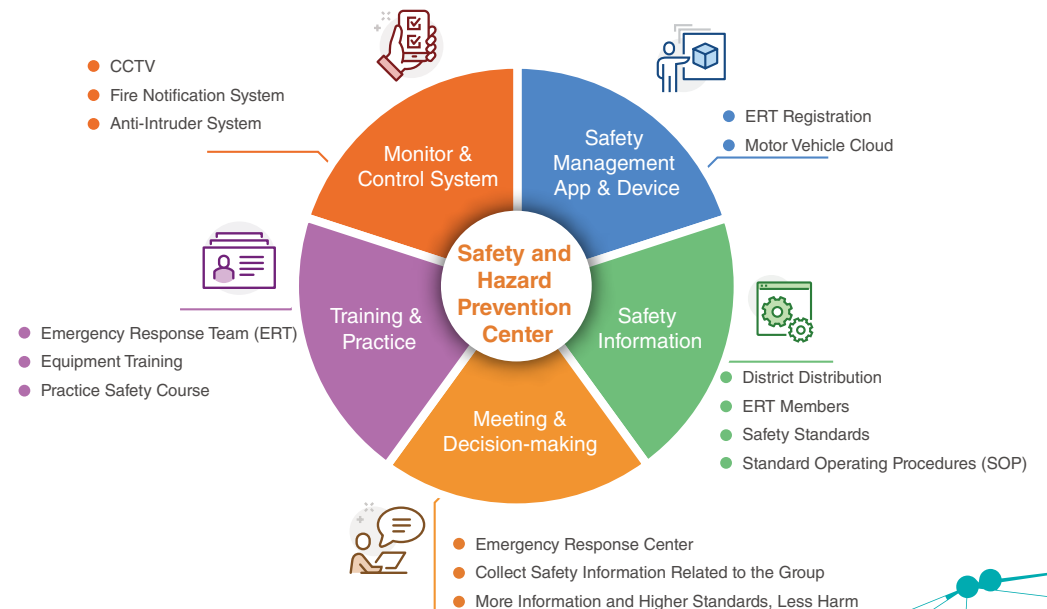 CCTV
Fire Notification System
Anti-Intruder System
Monitor &
Control System
Safety
Management
App & Device
ERT Registration
Motor Vehicle Cloud
Safety and
Hazard
Prevention
Center
Training &
Practice
Emergency Response Team (ERT)
Equipment Training
Practice Safety Course
Safety
Information
District Distribution
ERT Members
Safety Standards
Standard Operating Procedures (SOP)
Meeting &
Decision-making
Emergency Response Center
Collect Safety Information Related to the Group
More Information and Higher Standards, Less Harm